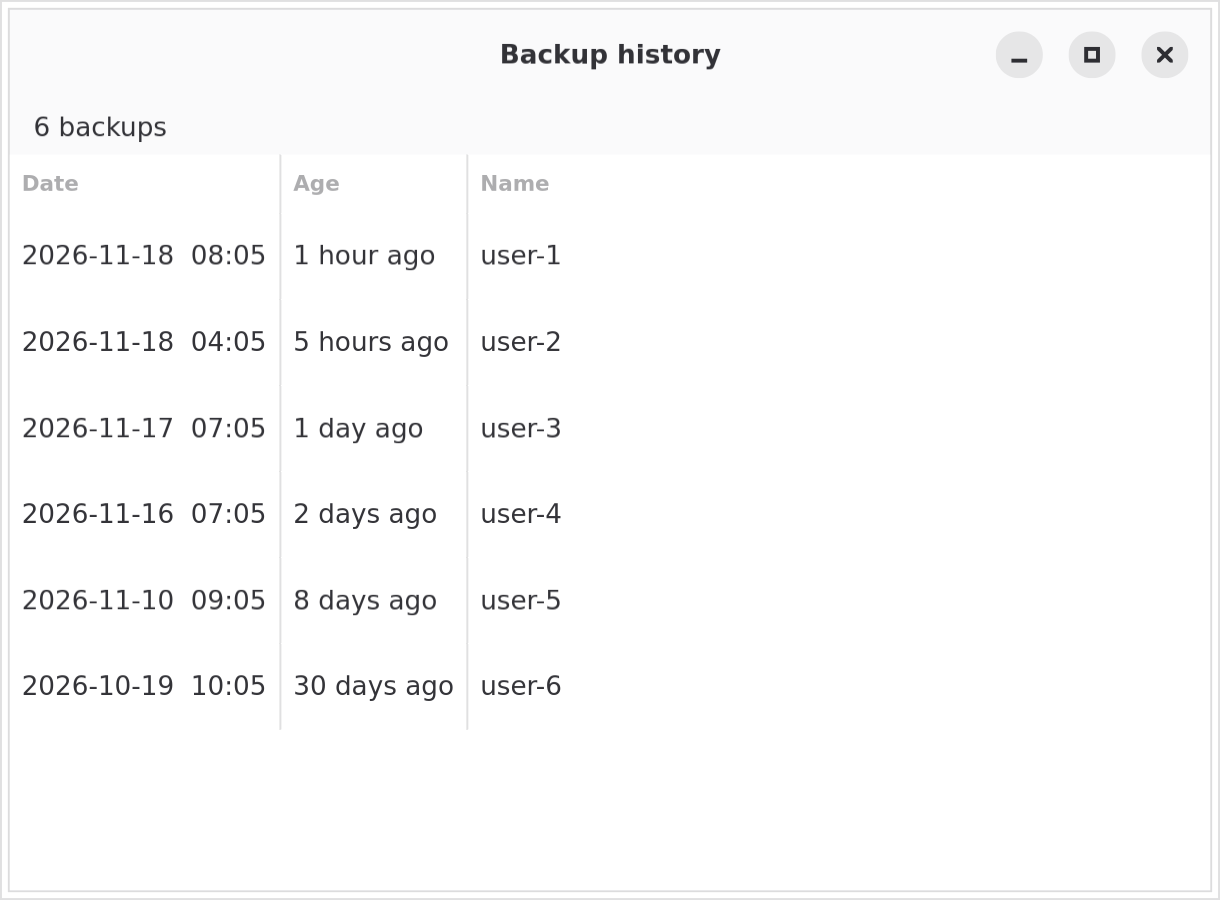 Backup history
6 backups
Date Age Name
2026-11-18 08:05 1 hour ago user-1
2026-11-18 04:05 5 hours ago user-2
2026-11-17 07:05 1 day ago user-3
2026-11-16 07:05 2 days ago user-4
2026-11-10 09:05 8 days ago user-5
2026-10-19 10:05 30 days ago user-6